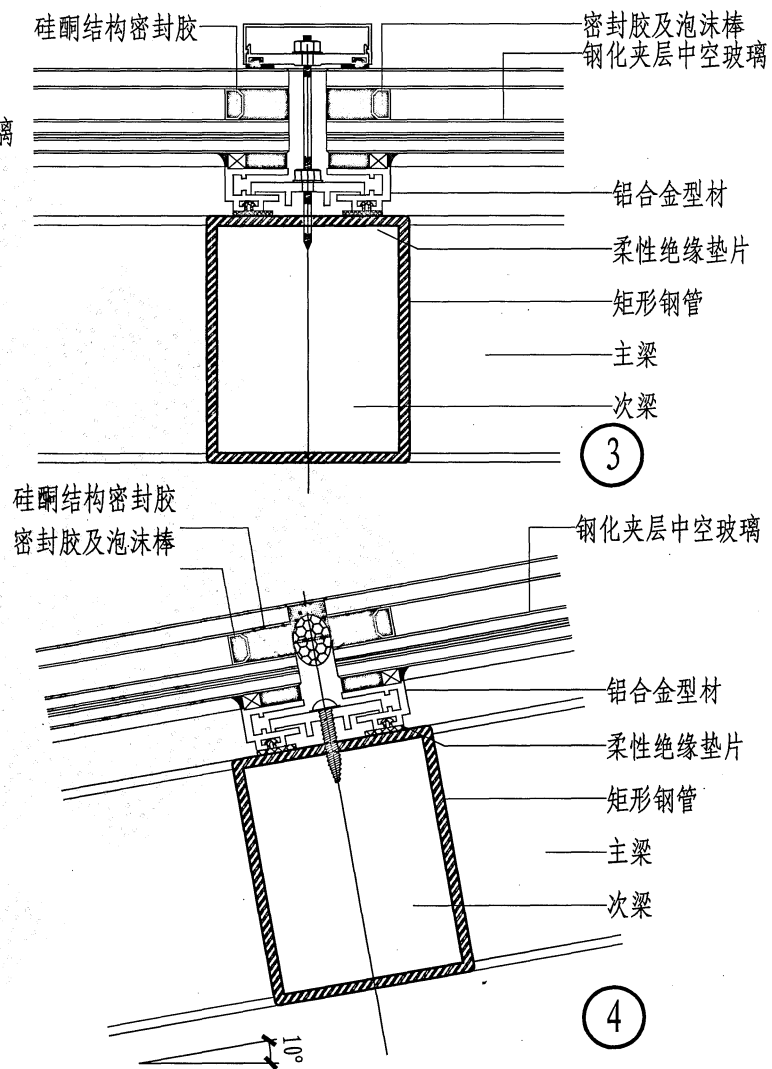 硅酮结构密封胶
密封胶及泡沫棒
钢化夹层中空玻璃
璃
铝合金型材
柔性绝缘垫片
矩形钢管
主梁
次梁
3
硅酮结构密封胶
密封胶及泡沫棒
钢化夹层中空玻璃
铝合金型材
柔性绝缘垫片
矩形钢管
主梁
次梁
4
10°